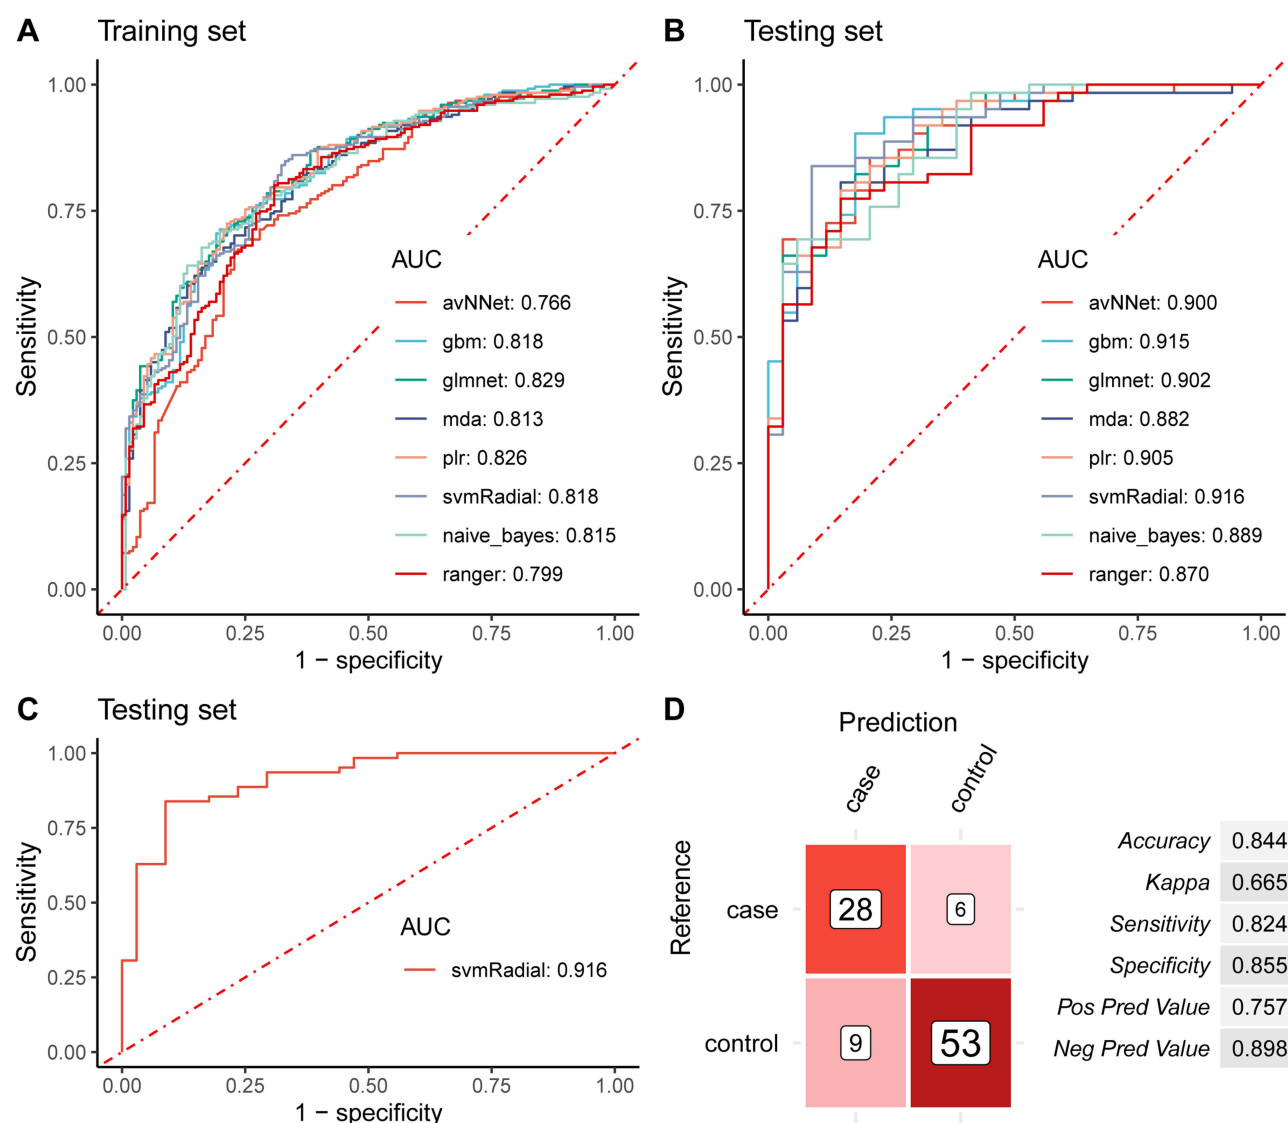 A Training set
1.00
0.75
0.50
0.25
0.00
Sensitivity
AUC
avNNet: 0.766
gbm: 0.818
glmnet: 0.829
mda: 0.813
plr: 0.826
svmRadial: 0.818
naive_bayes: 0.815
ranger: 0.799
0.00 0.25 0.50 0.75 1.00
1 − specificity
B Testing set
1.00
0.75
0.50
0.25
0.00
Sensitivity
AUC
avNNet: 0.900
gbm: 0.915
glmnet: 0.902
mda: 0.882
plr: 0.905
svmRadial: 0.916
naive_bayes: 0.889
ranger: 0.870
0.00 0.25 0.50 0.75 1.00
1 − specificity
C Testing set
1.00
0.75
0.50
0.25
0.00
Sensitivity
AUC
svmRadial: 0.916
0.00 0.25 0.50 0.75 1.00
1 − specificity
D
Prediction
case control
Reference
case 28 6
control 9 53
Accuracy 0.844
Kappa 0.665
Sensitivity 0.824
Specificity 0.855
Pos Pred Value 0.757
Neg Pred Value 0.898